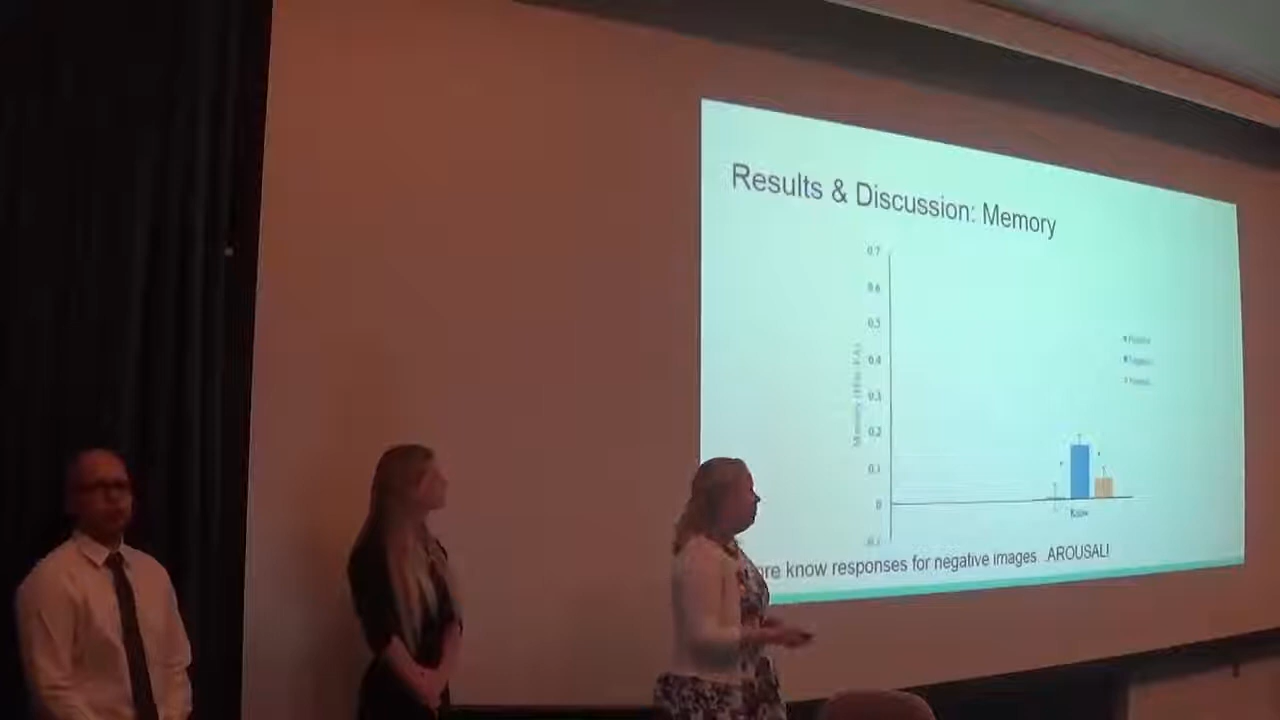 Results & Discussion: Memory
0.7
0.6
0.5
0.4
0.3
0.2
0.1
0
Know
re know responses for negative images. AROUSAL!